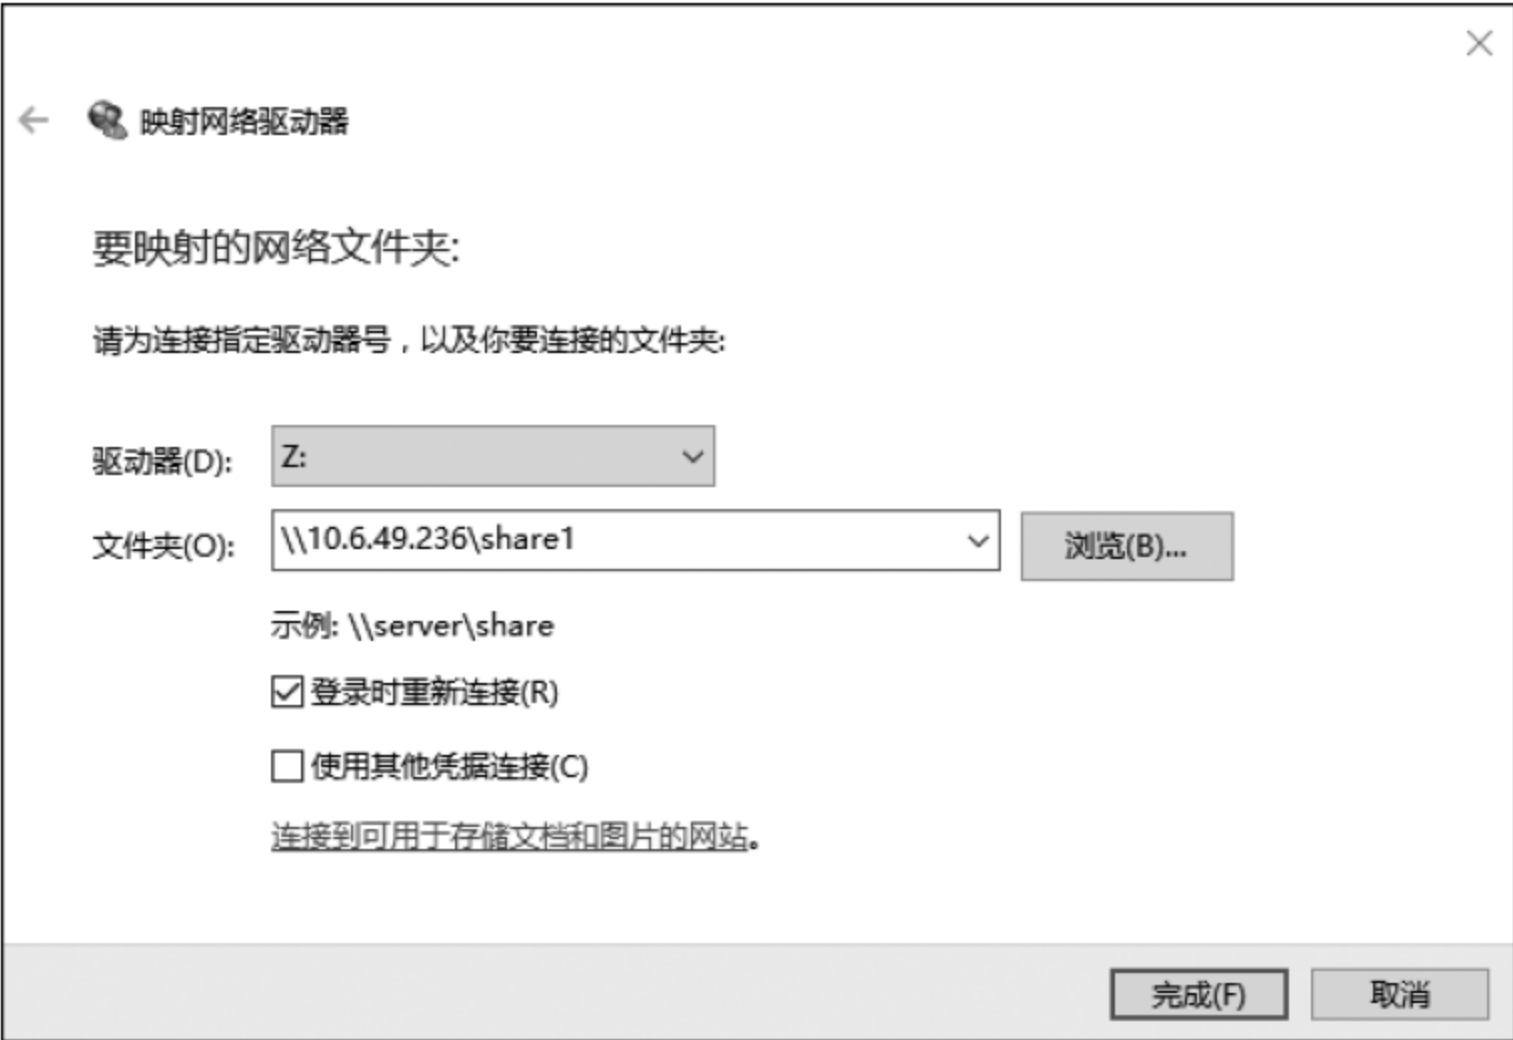 映射网络驱动器
要映射的网络文件夹:
请为连接指定驱动器号，以及你要连接的文件夹:
驱动器(D): Z:
文件夹(O): \\10.6.49.236\share1 浏览(B)...
示例: \\server\share
登录时重新连接(R)
使用其他凭据连接(C)
连接到可用于存储文档和图片的网站。
完成(F) 取消